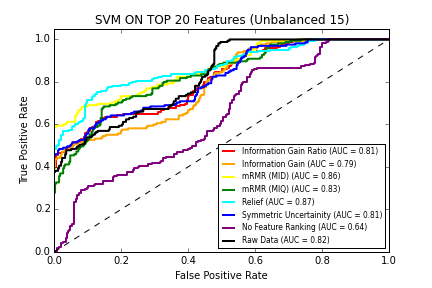 SVM ON TOP 20 Features (Unbalanced 15)
1.0
0.8
0.6
0.4
0.2
0.0
True Positive Rate
Information Gain Ratio (AUC = 0.81)
Information Gain (AUC = 0.79)
mRMR (MID) (AUC = 0.86)
mRMR (MIQ) (AUC = 0.83)
Relief (AUC = 0.87)
Symmetric Uncertainity (AUC = 0.81)
No Feature Ranking (AUC = 0.64)
Raw Data (AUC = 0.82)
0.0 0.2 0.4 0.6 0.8 1.0
False Positive Rate